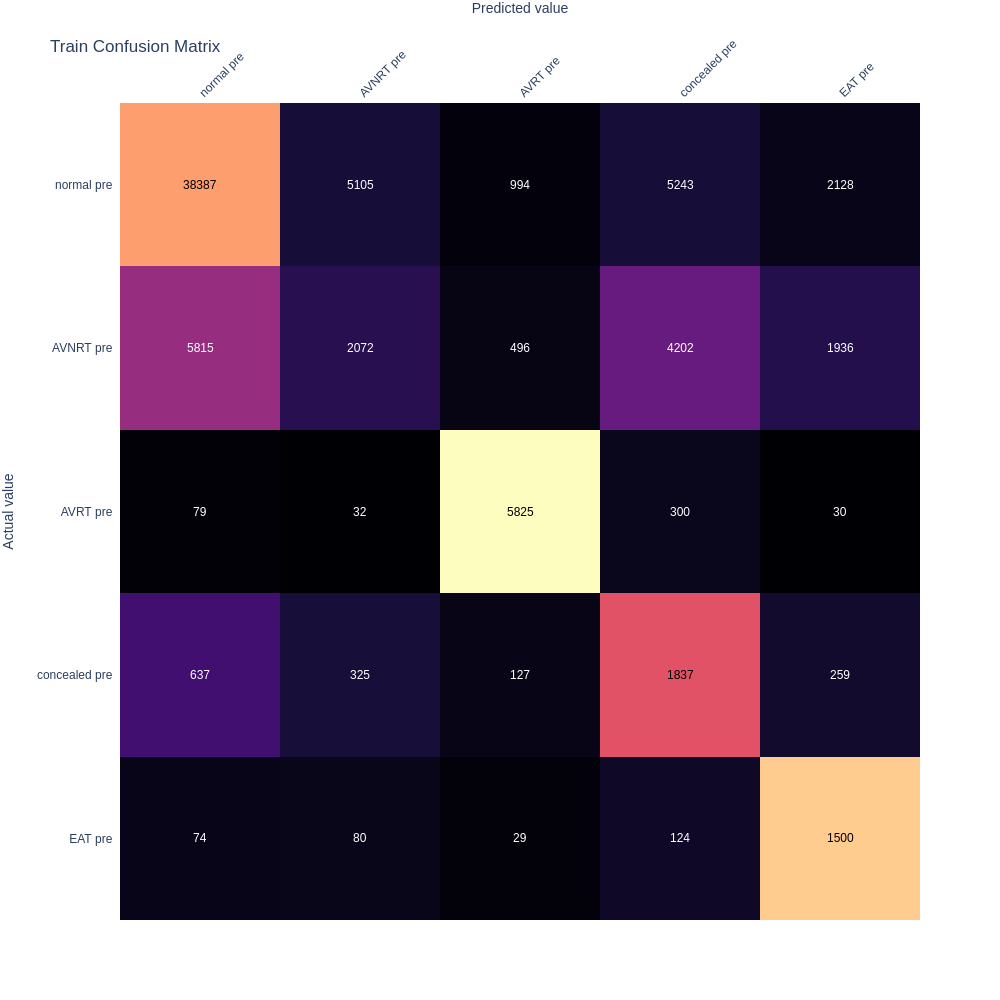 Predicted value
Train Confusion Matrix
normal pre AVNRT pre AVRT pre concealed pre EAT pre
normal pre 38387 5105 994 5243 2128
AVNRT pre 5815 2072 496 4202 1936
Actual value
AVRT pre 79 32 5825 300 30
concealed pre 637 325 127 1837 259
EAT pre 74 80 29 124 1500